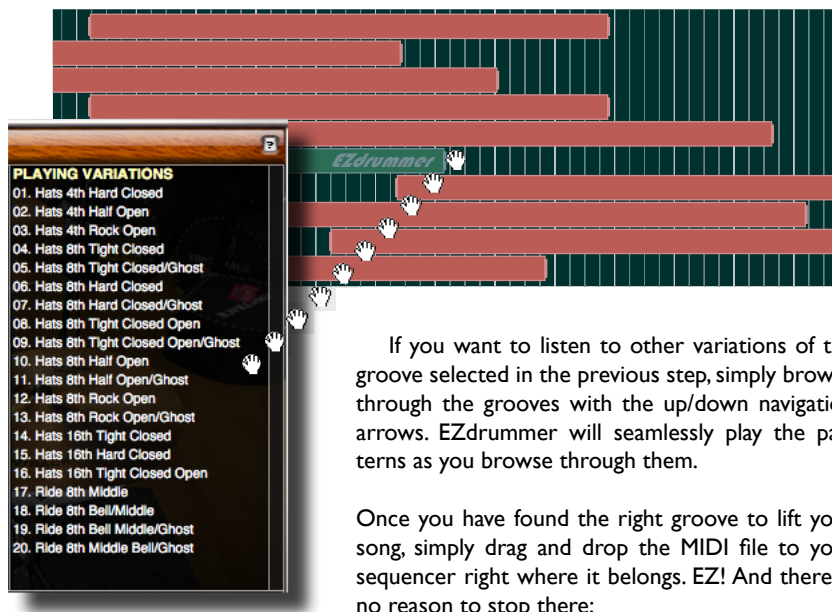 EZdrummer
PLAYING VARIATIONS
01. Hats 4th Hard Closed
02. Hats 4th Half Open
03. Hats 4th Rock Open
04. Hats 8th Tight Closed
05. Hats 8th Tight Closed/Ghost
06. Hats 8th Hard Closed
07. Hats 8th Hard Closed/Ghost
08. Hats 8th Tight Closed Open
09. Hats 8th Tight Closed Open/Ghost
10. Hats 8th Half Open
11. Hats 8th Half Open/Ghost
12. Hats 8th Rock Open
13. Hats 8th Rock Open/Ghost
14. Hats 16th Tight Closed
15. Hats 16th Hard Closed
16. Hats 16th Tight Closed Open
17. Ride 8th Middle
18. Ride 8th Bell/Middle
19. Ride 8th Bell Middle/Ghost
20. Ride 8th Middle Bell/Ghost
If you want to listen to other variations of
groove selected in the previous step, simply
through the grooves with the up/down
arrows. EZdrummer will seamlessly play the
terns as you browse through them.
Once you have found the right groove to lift
song, simply drag and drop the MIDI file to
sequencer right where it belongs. EZ! And
no reason to stop there: